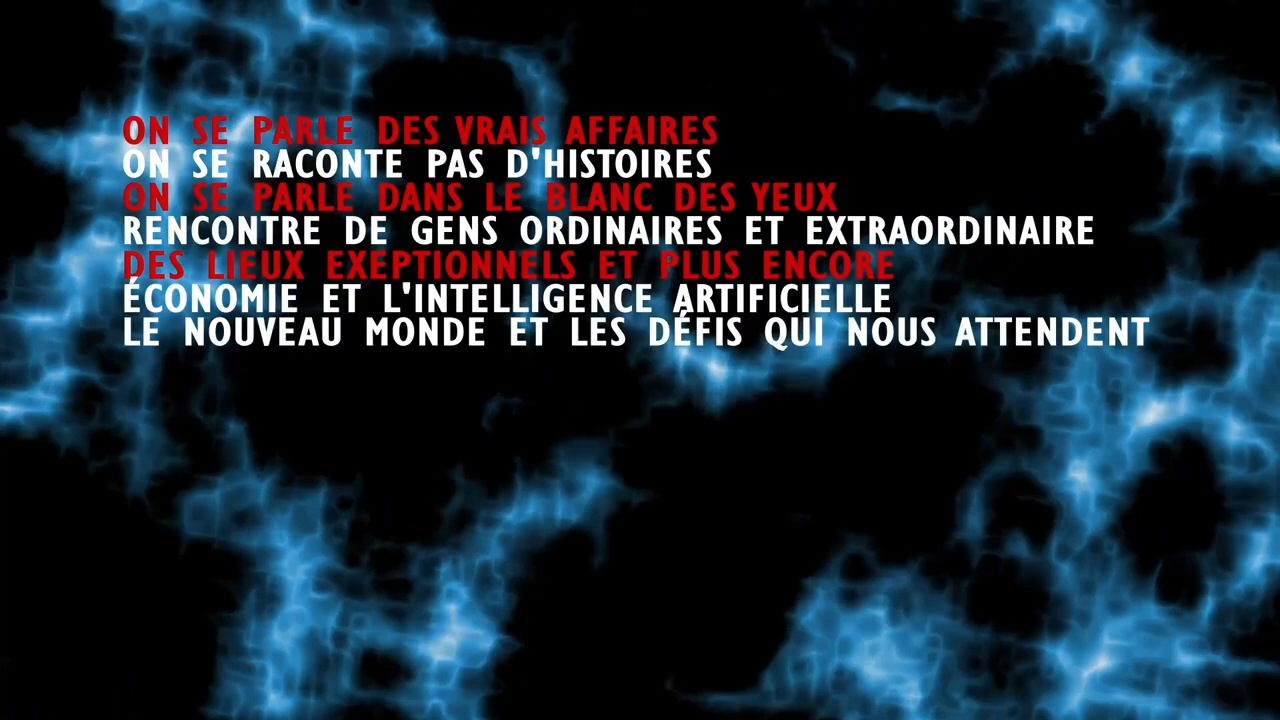 ON SE PARLE DES VRAIS AFFAIRES
ON SE RACONTE PAS D'HISTOIRES
ON SE PARLE DANS LE BLANC DES YEUX
RENCONTRE DE GENS ORDINAIRES ET EXTRAORDINAIRE
DES LIEUX EXEPTIONNELS ET PLUS ENCORE
ÉCONOMIE ET L'INTELLIGENCE ARTIFICIELLE
LE NOUVEAU MONDE ET LES DÉFIS QUI NOUS ATTENDENT